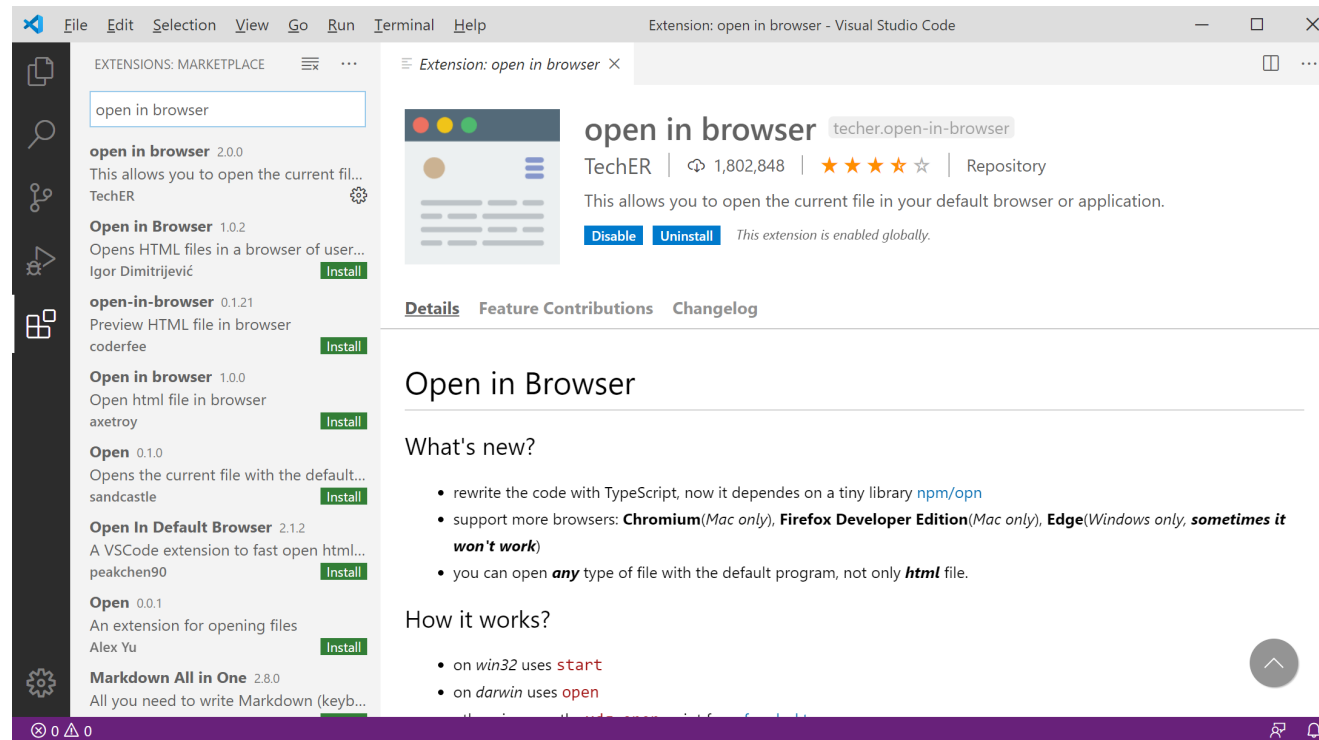 File Edit Selection View Go Run Terminal Help Extension: open in browser - Visual Studio Code
EXTENSIONS: MARKETPLACE
open in browser
open in browser 2.0.0
This allows you to open the current fil...
TechER
Open in Browser 1.0.2
Opens HTML files in a browser of user...
Igor Dimitrijević Install
open-in-browser 0.1.21
Preview HTML file in browser
coderfee Install
Open in browser 1.0.0
Open html file in browser
axetroy Install
Open 0.1.0
Opens the current file with the default...
sandcastle Install
Open In Default Browser 2.1.2
A VSCode extension to fast open html...
peakchen90 Install
Open 0.0.1
An extension for opening files
Alex Yu Install
Markdown All in One 2.8.0
All you need to write Markdown (keyb...
Extension: open in browser
open in browser techer.open-in-browser
TechER 1,802,848 Repository
This allows you to open the current file in your default browser or application.
Disable Uninstall This extension is enabled globally.
Details Feature Contributions Changelog
Open in Browser
What's new?
rewrite the code with TypeScript, now it dependes on a tiny library npm/opn
support more browsers: Chromium(Mac only), Firefox Developer Edition(Mac only), Edge(Windows only, sometimes it
won't work)
you can open any type of file with the default program, not only html file.
How it works?
on win32 uses start
on darwin uses open
0 0